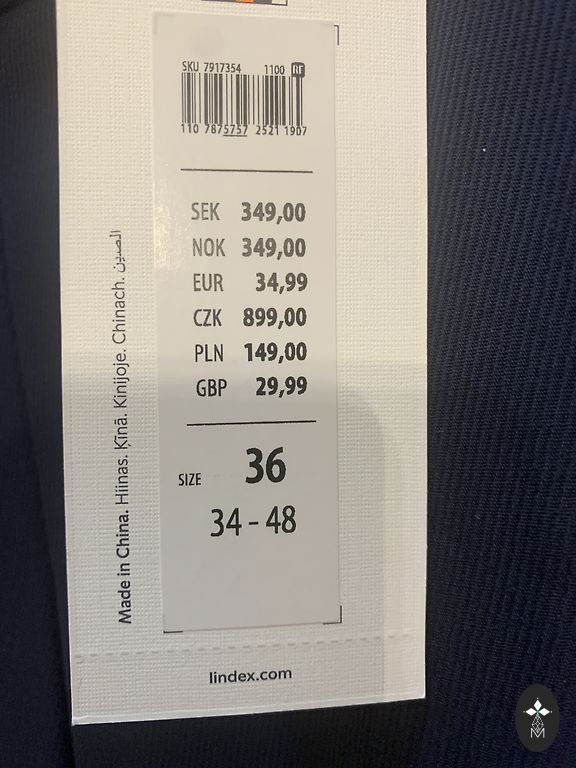 SKU 7917354 1100 NF
110 7875757 2521 1907
SEK 349,00
NOK 349,00
EUR 34,99
CZK 899,00
PLN 149,00
GBP 29,99
SIZE 36
34 - 48
Made in China. Hiinas. Ķīnā. Kinijoje. Chinach. الصين.
lindex.com
M